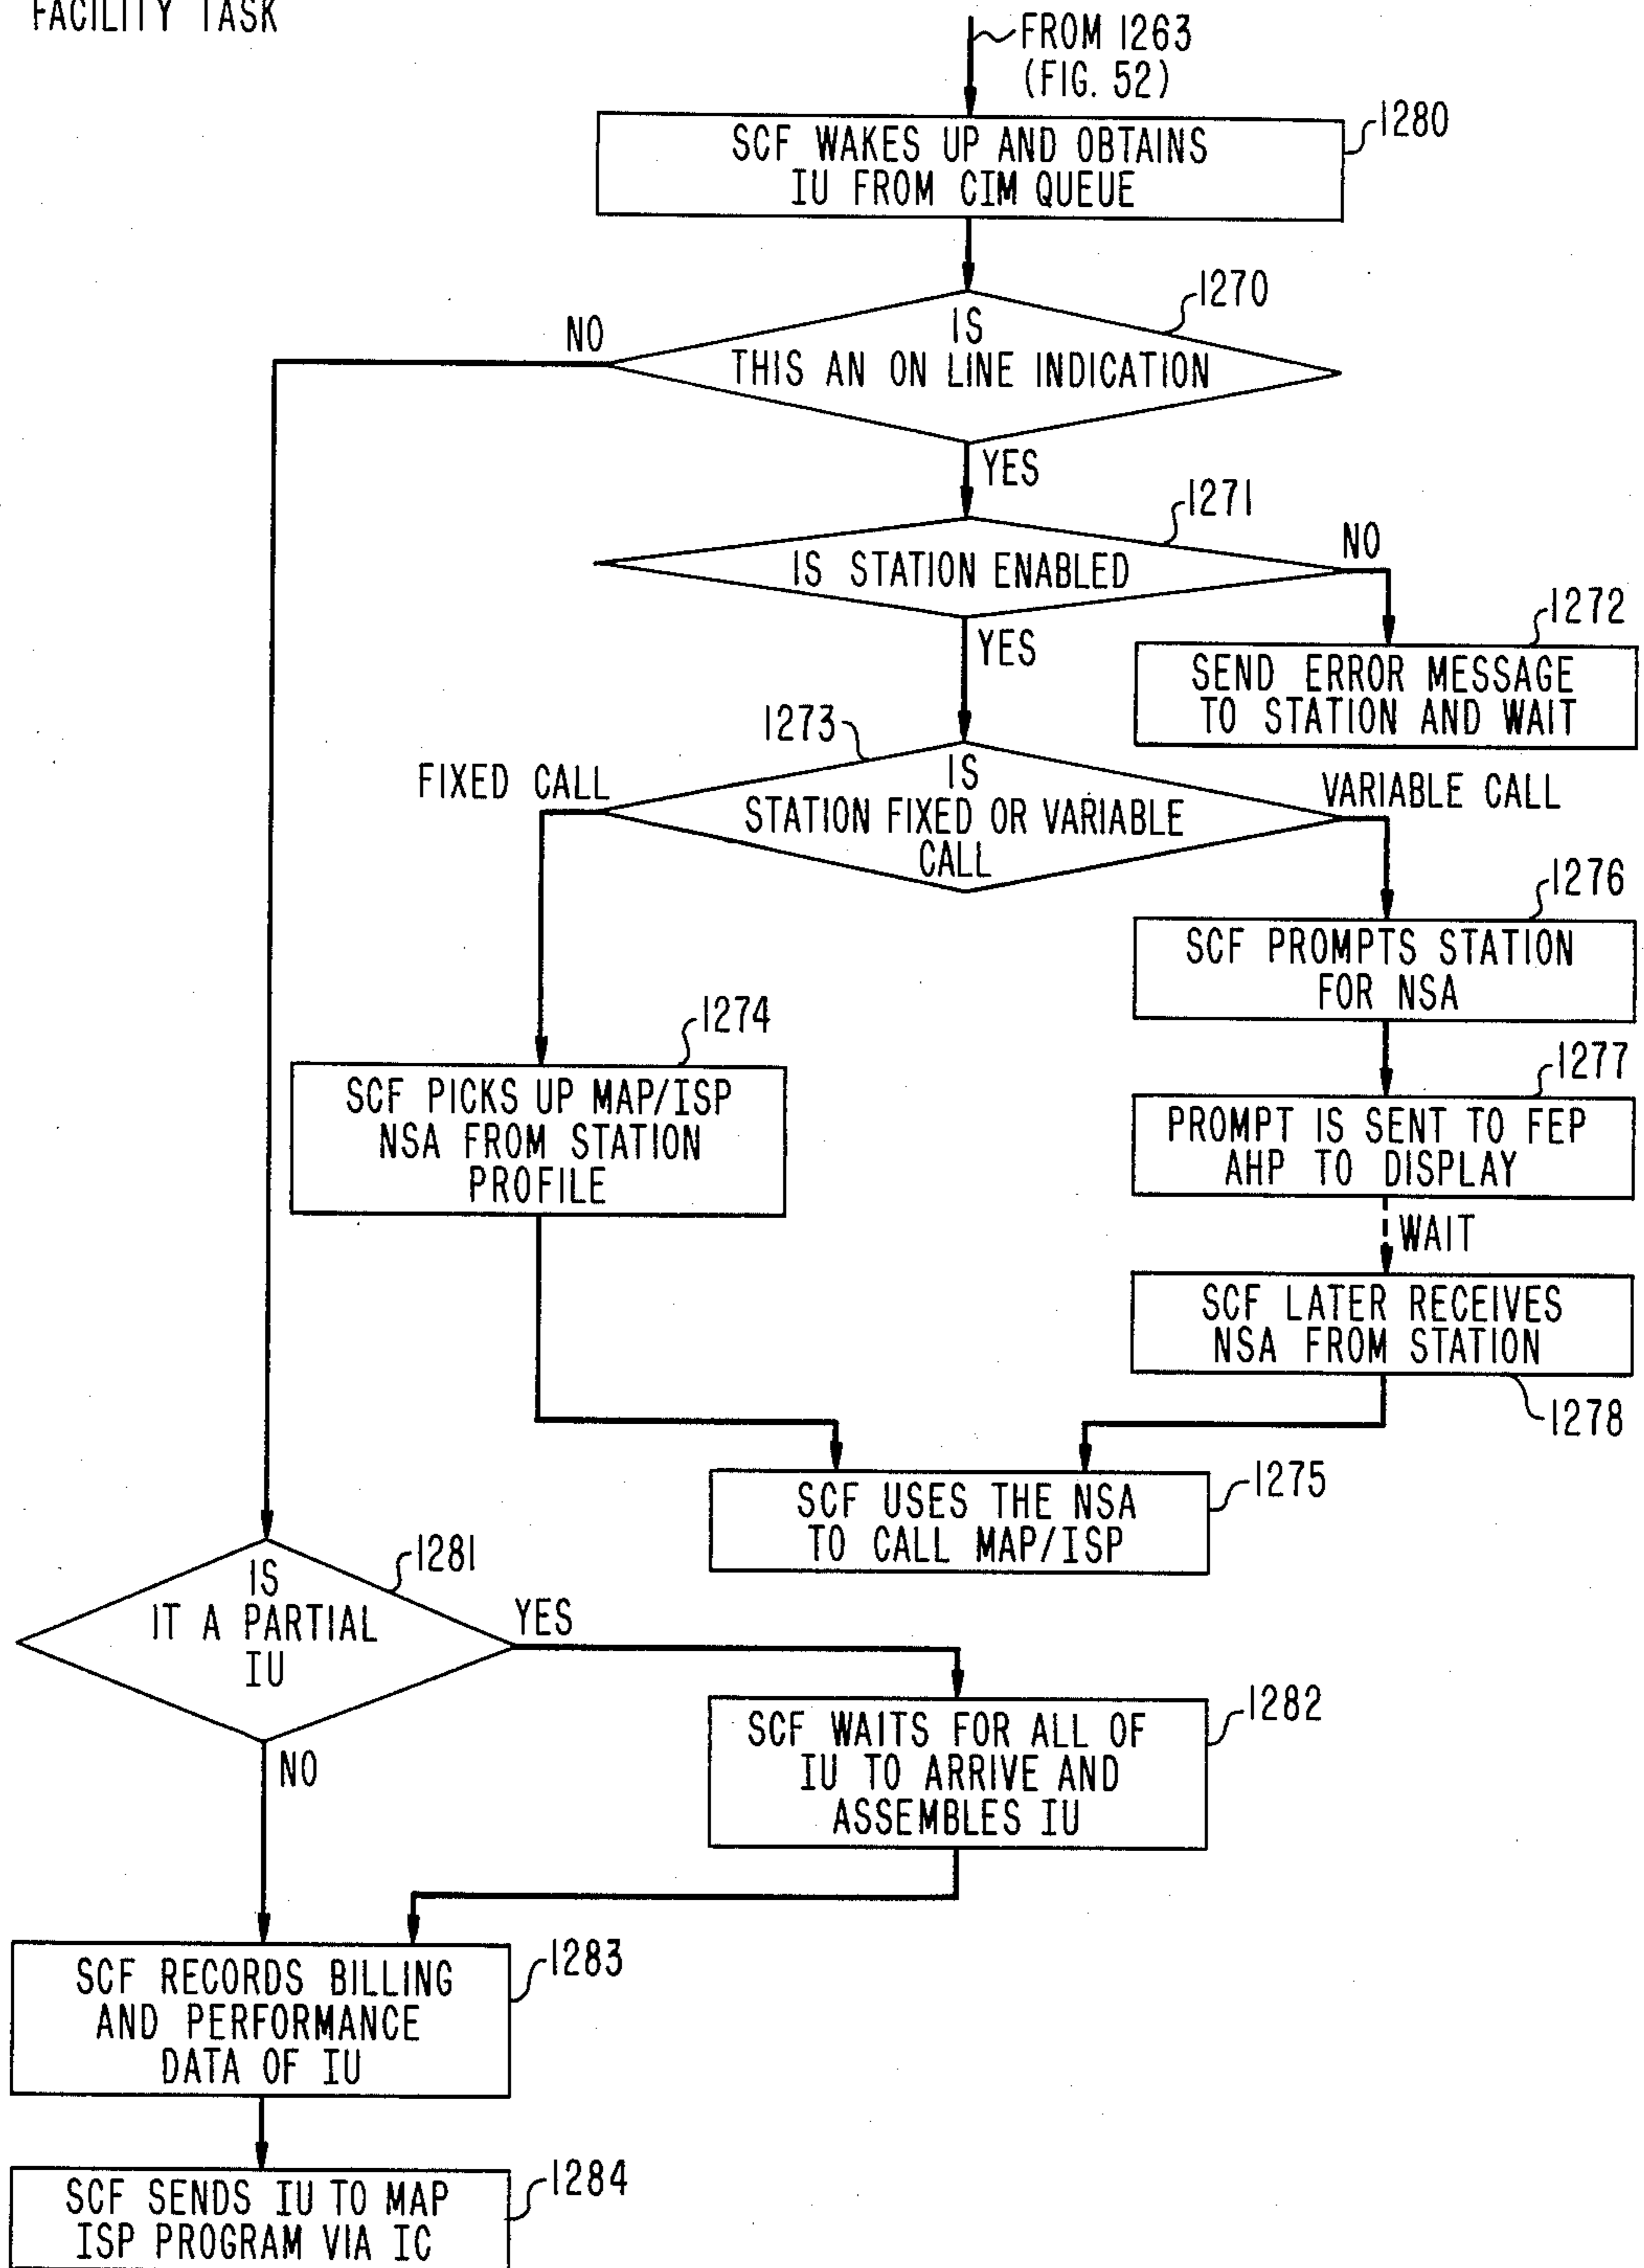 FACILITY TASK
FROM 1263
(FIG. 52)
1280
SCF WAKES UP AND OBTAINS
IU FROM CIM QUEUE
1270
NO
IS
THIS AN ON LINE INDICATION
YES
1271
NO
IS STATION ENABLED
1272
YES
SEND ERROR MESSAGE
TO STATION AND WAIT
1273
FIXED CALL
IS
STATION FIXED OR VARIABLE
CALL
VARIABLE CALL
1276
SCF PROMPTS STATION
FOR NSA
1274
SCF PICKS UP MAP/ISP
NSA FROM STATION
PROFILE
1277
PROMPT IS SENT TO FEP
AHP TO DISPLAY
WAIT
SCF LATER RECEIVES
NSA FROM STATION
1278
1275
SCF USES THE NSA
TO CALL MAP/ISP
1281
IS
IT A PARTIAL
IU
YES
NO
1282
SCF WAITS FOR ALL OF
IU TO ARRIVE AND
ASSEMBLES IU
1283
SCF RECORDS BILLING
AND PERFORMANCE
DATA OF IU
1284
SCF SENDS IU TO MAP
ISP PROGRAM VIA IC